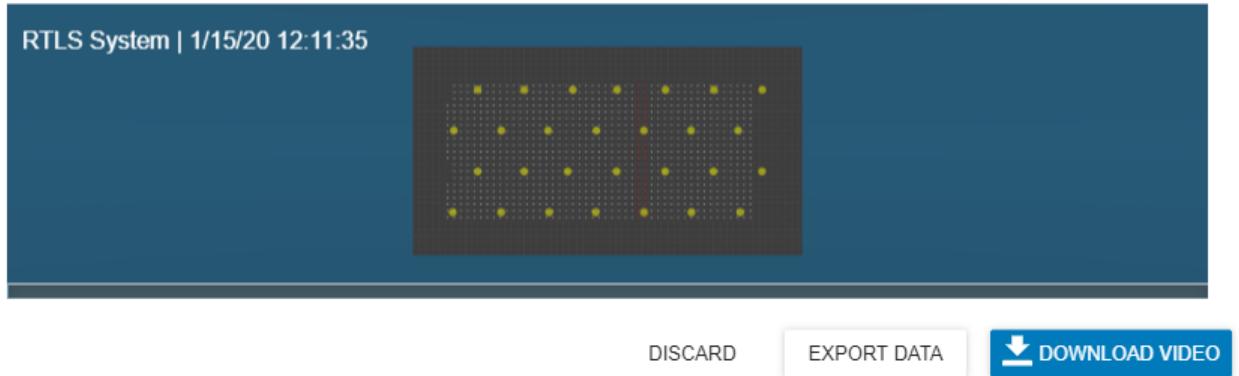 RTLS System | 1/15/20 12:11:35
DISCARD
EXPORT DATA
DOWNLOAD VIDEO